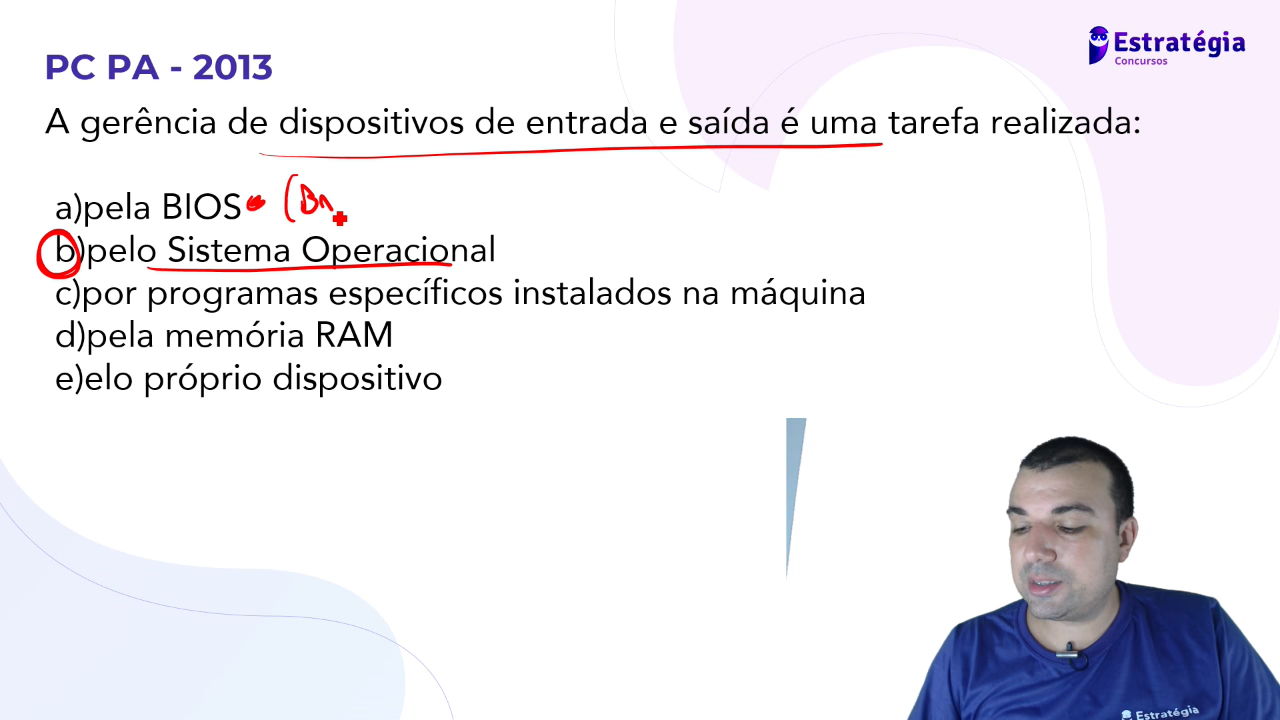 Estratégia
Concursos
PC PA - 2013
A gerência de dispositivos de entrada e saída é uma tarefa realizada:
a)pela BIOS
b)pelo Sistema Operacional
c)por programas específicos instalados na máquina
d)pela memória RAM
e)elo próprio dispositivo
Estratégia